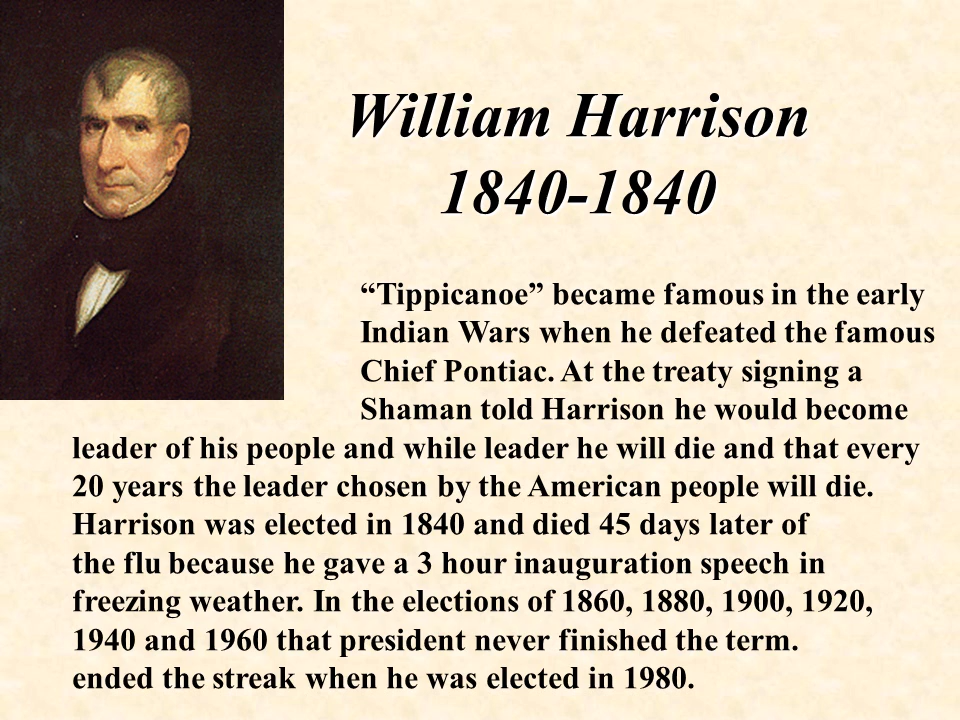 William Harrison
1840-1840
“Tippicanoe” became famous in the early
Indian Wars when he defeated the famous
Chief Pontiac. At the treaty signing a
Shaman told Harrison he would become
leader of his people and while leader he will die and that every
20 years the leader chosen by the American people will die.
Harrison was elected in 1840 and died 45 days later of
the flu because he gave a 3 hour inauguration speech in
freezing weather. In the elections of 1860, 1880, 1900, 1920,
1940 and 1960 that president never finished the term.
ended the streak when he was elected in 1980.